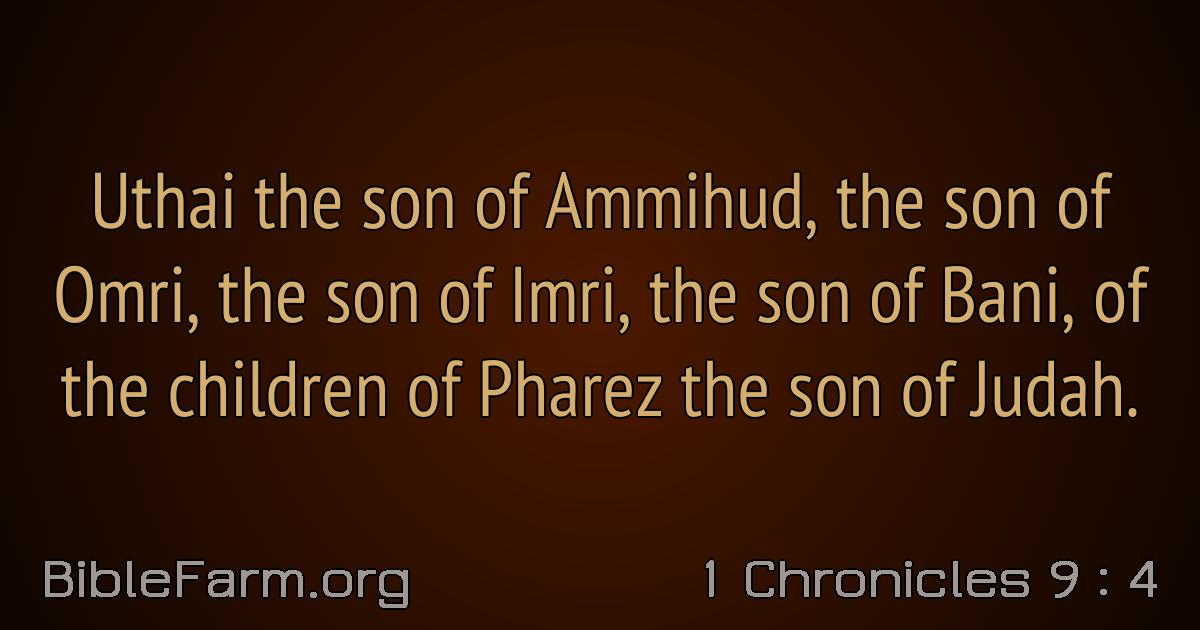 Uthai the son of Ammihud, the son of
Omri, the son of Imri, the son of Bani, of
the children of Pharez the son of Judah.
BibleFarm.org
1 Chronicles 9 : 4